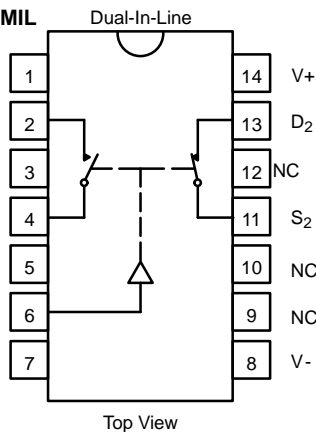 MIL
Dual-In-Line
1
14 V+
2
13 D₂
3
12 NC
4
11 S₂
5
10 NC
6
9 NC
7
8 V-
Top View